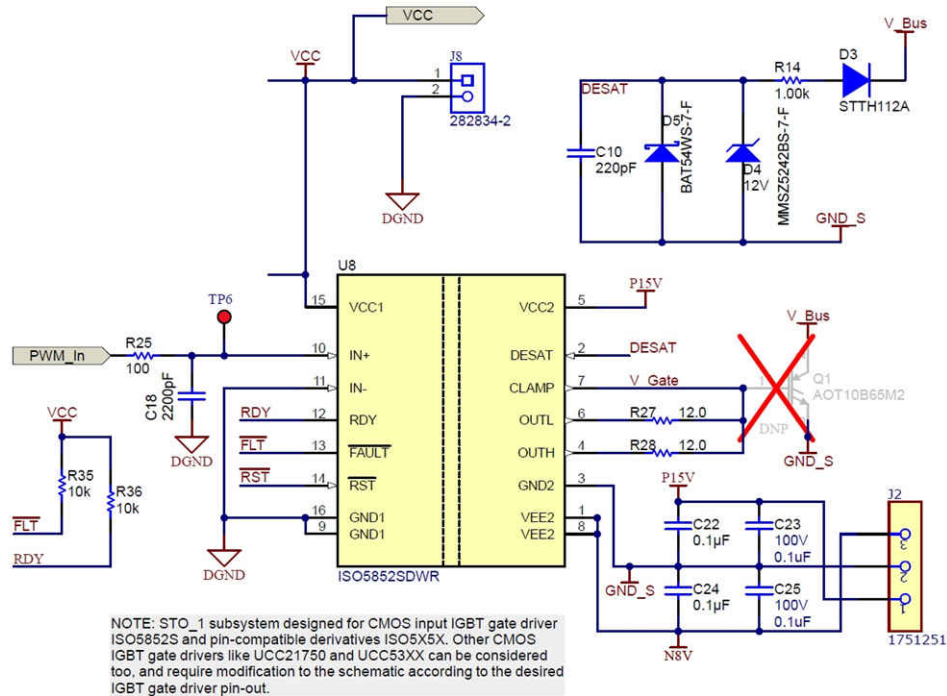 VCC
V_Bus
VCC
J8
1
2
282834-2
DESAT
R14
1.00k
D3
STTH112A
C10
220pF
D5
BAT54WS-7-F
D4
12V
MMSZ5242BS-7-F
DGND
GND_S
U8
TP6
P15V
15 VCC1 VCC2 5
V_Bus
PWM_In
R25
100
10 IN+ DESAT 2 DESAT
11 IN- CLAMP 7 V_Gate
1
Q1
AOT10B65M2
DNP
GND_S
C18
2200pF
DGND
RDY 12 RDY OUTL 6 R27 12.0
FLT 13 FAULT OUTH 4 R28 12.0
RST 14 RST GND2 3
VCC
R35
10k
R36
10k
FLT
RDY
16 GND1 VEE2 1
9 GND1 VEE2 8
DGND
ISO5852SDWR
P15V
J2
C22
0.1µF
C23
100V
0.1uF
3
2
1
GND_S
C24
0.1µF
C25
100V
0.1uF
N8V
1751251
NOTE: STO_1 subsystem designed for CMOS input IGBT gate driver
ISO5852S and pin-compatible derivatives ISO5X5X. Other CMOS
IGBT gate drivers like UCC21750 and UCC53XX can be considered
too, and require modification to the schematic according to the desired
IGBT gate driver pin-out.